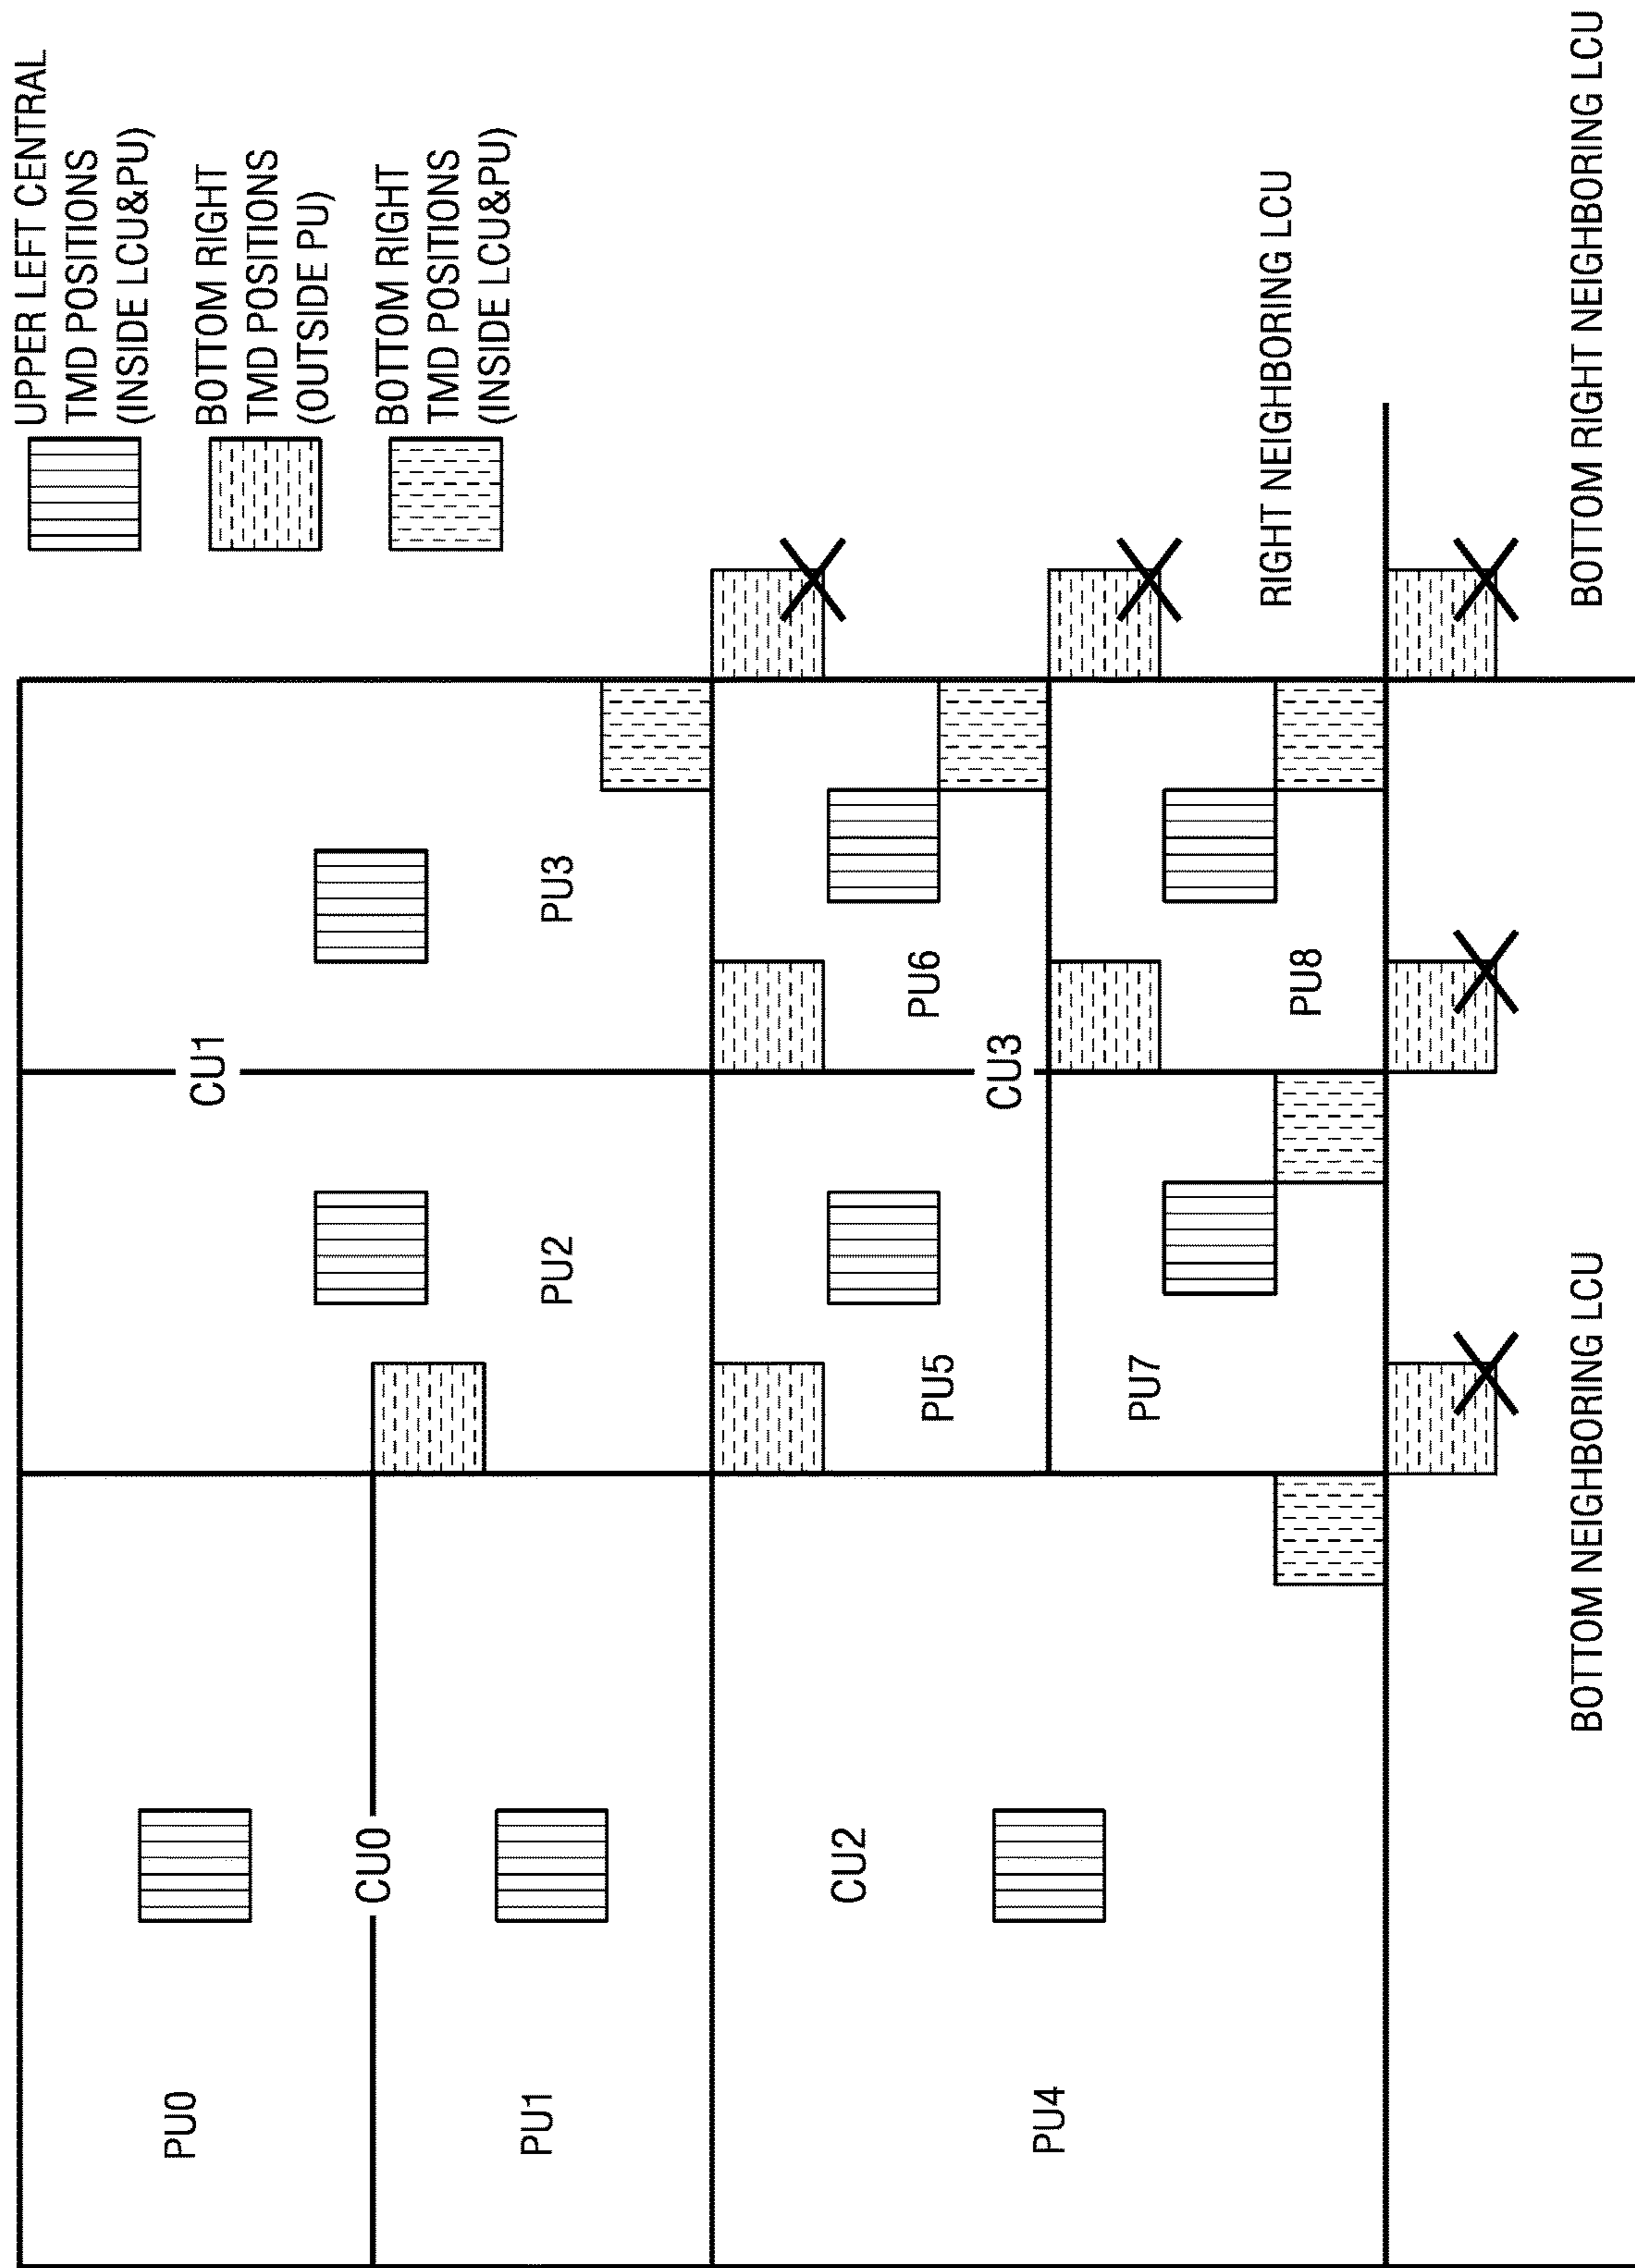 UPPER LEFT CENTRAL
TMD POSITIONS
(INSIDE LCU&PU)
BOTTOM RIGHT
TMD POSITIONS
(OUTSIDE PU)
BOTTOM RIGHT
TMD POSITIONS
(INSIDE LCU&PU)
PU0
CU0
PU1
CU1
PU2
PU3
CU2
PU4
PU5
PU6
CU3
PU7
PU8
RIGHT NEIGHBORING LCU
BOTTOM NEIGHBORING LCU
BOTTOM RIGHT NEIGHBORING LCU